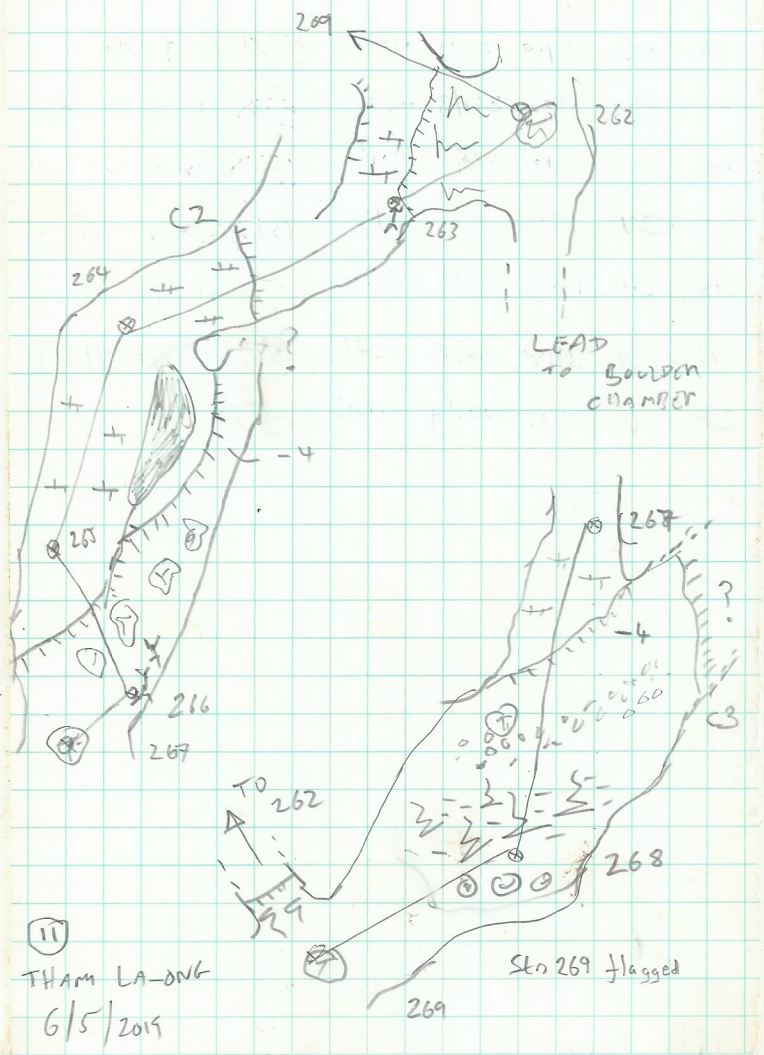 269
262
C2
263
264
?
LEAD
TO BOULDER
CHAMBER
-4
265
267
?
-4
266
C3
267
TO
262
268
11
THAM LA-ONG
Stn 269 flagged
6/5/2019
269